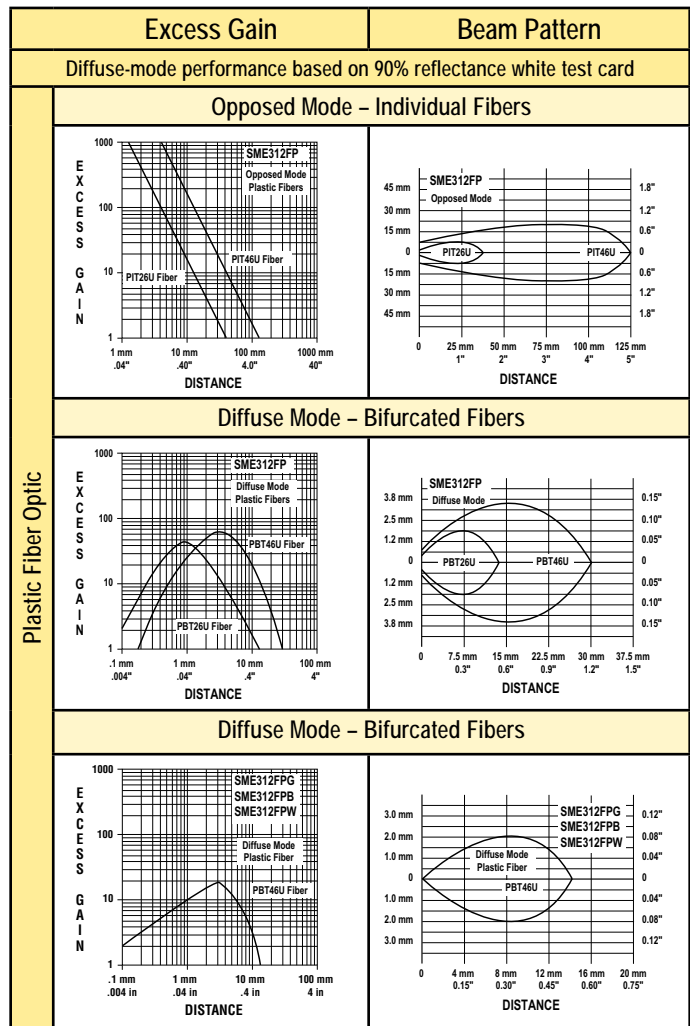 Excess Gain
Beam Pattern
Diffuse-mode performance based on 90% reflectance white test card
Plastic Fiber Optic
Opposed Mode – Individual Fibers
EXCESS GAIN
1000
100
10
1
SME312FP
Opposed Mode
Plastic Fibers
PIT46U Fiber
PIT26U Fiber
1 mm 10 mm 100 mm 1000 mm
.04" .40" 4.0" 40"
DISTANCE
SME312FP
Opposed Mode
45 mm 1.8"
30 mm 1.2"
15 mm 0.6"
0 PIT26U PIT46U 0
15 mm 0.6"
30 mm 1.2"
45 mm 1.8"
0 25 mm 50 mm 75 mm 100 mm 125 mm
1" 2" 3" 4" 5"
DISTANCE
Diffuse Mode – Bifurcated Fibers
EXCESS GAIN
1000
100
10
1
SME312FP
Diffuse Mode
Plastic Fibers
PBT46U Fiber
PBT26U Fiber
.1 mm 1 mm 10 mm 100 mm
.004" .04" .4" 4"
DISTANCE
SME312FP
Diffuse Mode
3.8 mm 0.15"
2.5 mm 0.10"
1.2 mm 0.05"
0 PBT26U PBT46U 0
1.2 mm 0.05"
2.5 mm 0.10"
3.8 mm 0.15"
0 7.5 mm 15 mm 22.5 mm 30 mm 37.5 mm
0.3" 0.6" 0.9" 1.2" 1.5"
DISTANCE
Diffuse Mode – Bifurcated Fibers
EXCESS GAIN
1000
100
10
1
SME312FPG
SME312FPB
SME312FPW
Diffuse Mode
Plastic Fiber
PBT46U Fiber
.1 mm 1 mm 10 mm 100 mm
.004 in .04 in .4 in 4 in
DISTANCE
SME312FPG
SME312FPB
SME312FPW
3.0 mm 0.12"
2.0 mm 0.08"
1.0 mm 0.04"
Diffuse Mode
Plastic Fiber
0 0
PBT46U
1.0 mm 0.04"
2.0 mm 0.08"
3.0 mm 0.12"
0 4 mm 8 mm 12 mm 16 mm 20 mm
0.15" 0.30" 0.45" 0.60" 0.75"
DISTANCE